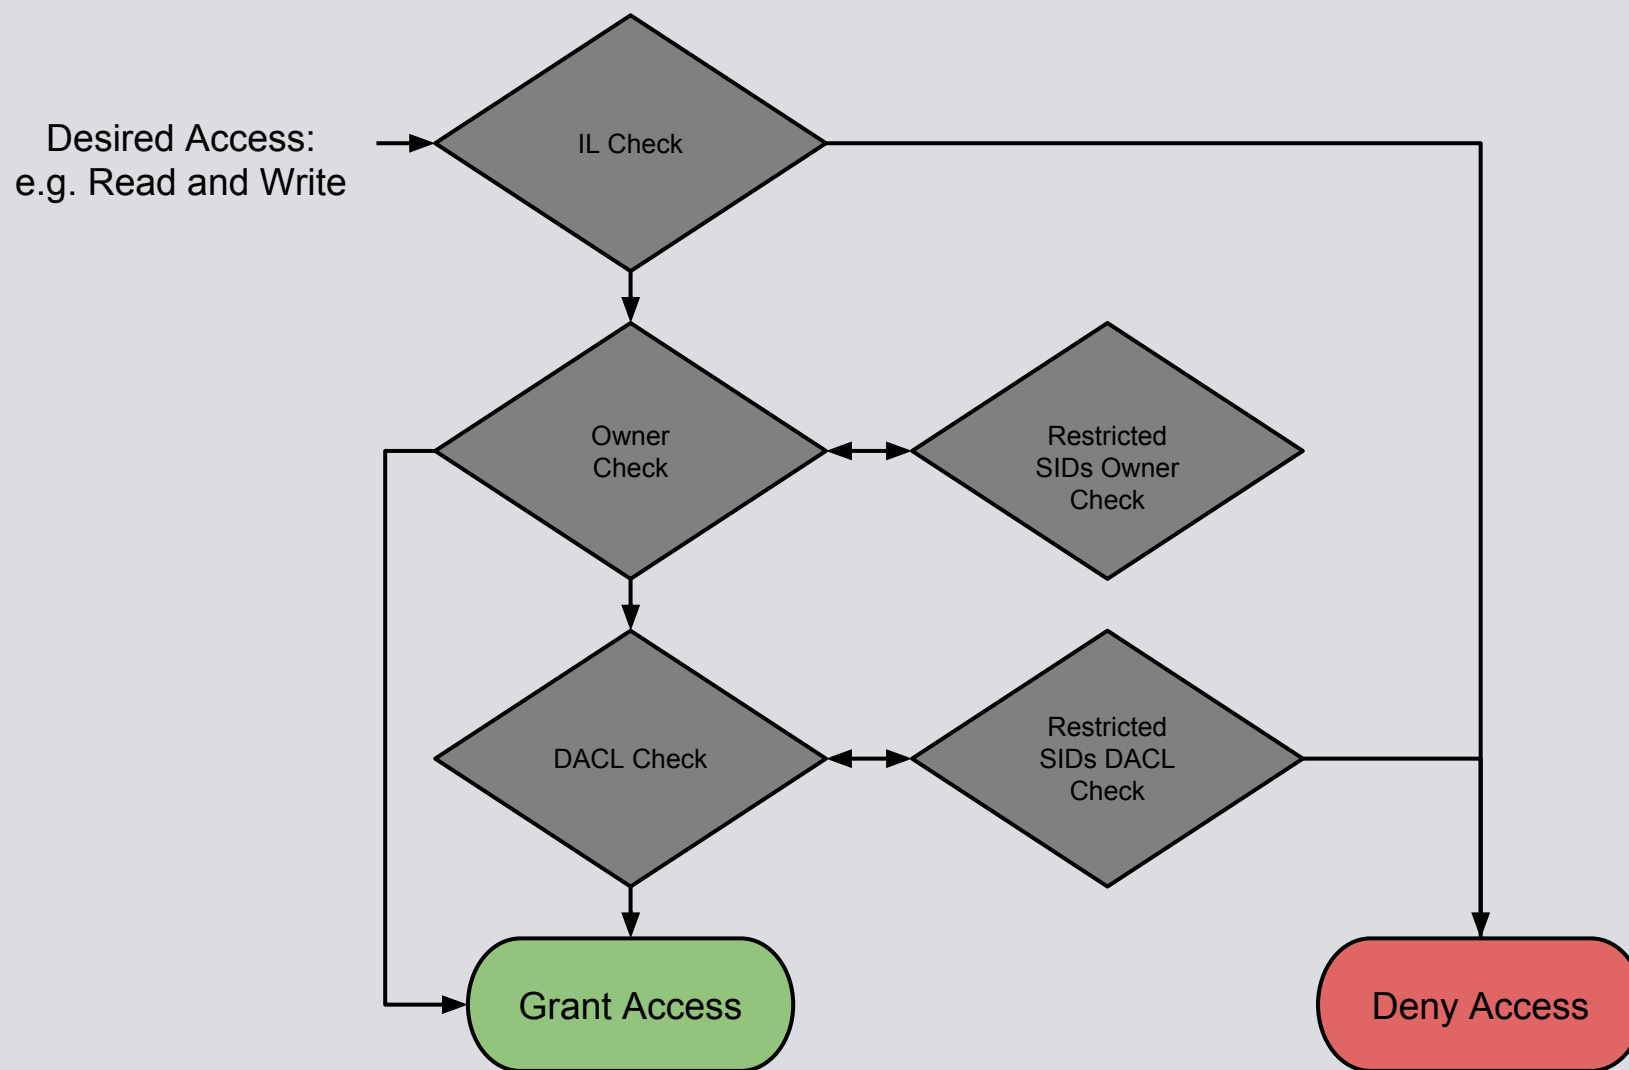 Desired Access:
e.g. Read and Write
IL Check
Owner
Check
Restricted
SIDs Owner
Check
DACL Check
Restricted
SIDs DACL
Check
Grant Access
Deny Access